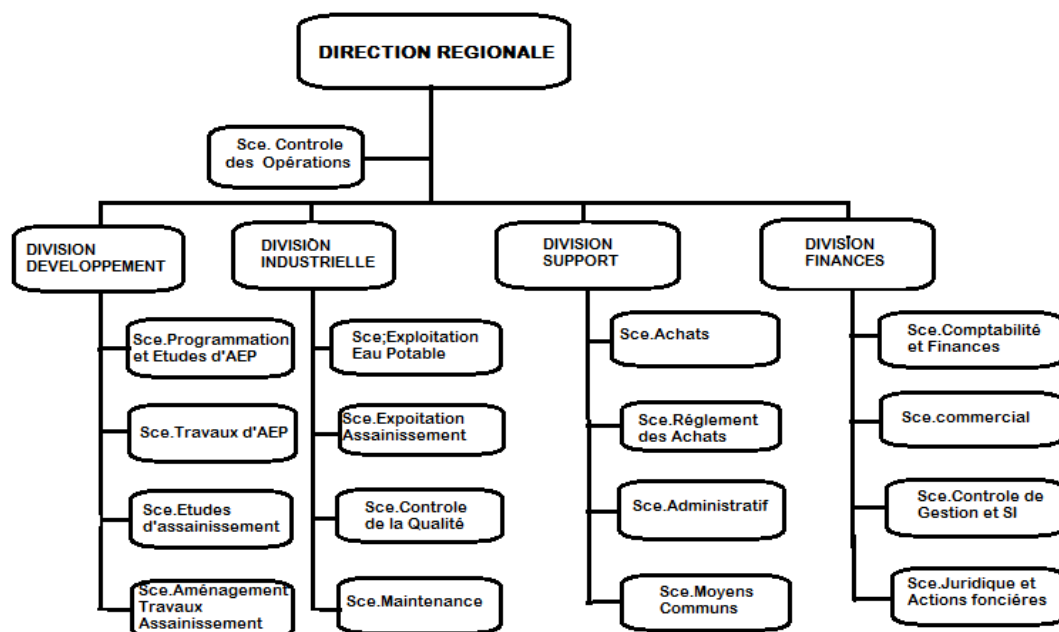 DIRECTION REGIONALE
Sce. Controle
des Opérations
DIVISION
DEVELOPPEMENT
Sce.Programmation
et Etudes d'AEP
Sce.Travaux d'AEP
Sce.Etudes
d'assainissement
Sce.Aménagement
Travaux
Assainissement
DIVISION
INDUSTRIELLE
Sce;Exploitation
Eau Potable
Sce.Expoitation
Assainissement
Sce.Controle
de la Qualité
Sce.Maintenance
DIVISION
SUPPORT
Sce.Achats
Sce.Réglement
des Achats
Sce.Administratif
Sce.Moyens
Communs
DIVISION
FINANCES
Sce.Comptabilité
et Finances
Sce.commercial
Sce.Controle de
Gestion et SI
Sce.Juridique et
Actions fonciéres